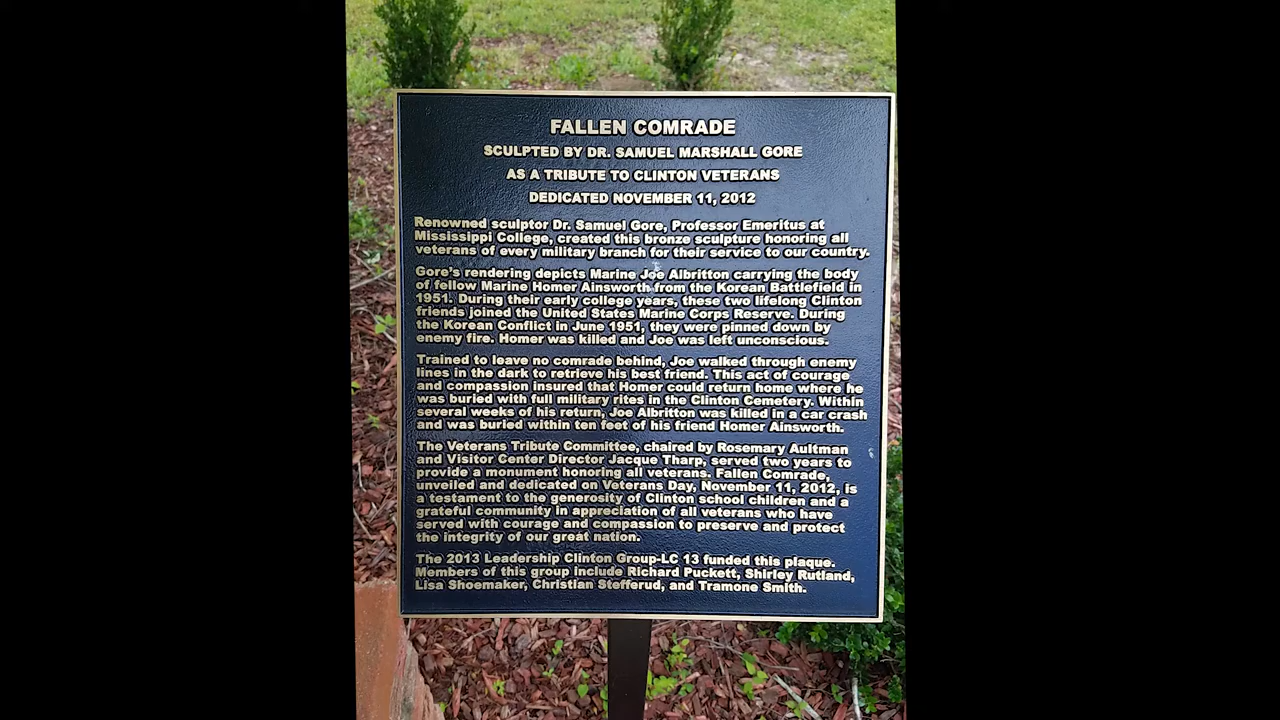 FALLEN COMRADE
SCULPTED BY DR. SAMUEL MARSHALL GORE
AS A TRIBUTE TO CLINTON VETERANS
DEDICATED NOVEMBER 11, 2012
Renowned sculptor Dr. Samuel Gore, Professor Emeritus at
Mississippi College, created this bronze sculpture honoring all
veterans of every military branch for their service to our country.
Gore's rendering depicts Marine Joe Albritton carrying the body
of fellow Marine Homer Ainsworth from the Korean Battlefield in
1951. During their early college years, these two lifelong Clinton
friends joined the United States Marine Corps Reserve. During
the Korean Conflict in June 1951, they were pinned down by
enemy fire. Homer was killed and Joe was left unconscious.
Trained to leave no comrade behind, Joe walked through enemy
lines in the dark to retrieve his best friend. This act of courage
and compassion insured that Homer could return home where he
was buried with full military rites in the Clinton Cemetery. Within
several weeks of his return, Joe Albritton was killed in a car crash
and was buried within ten feet of his friend Homer Ainsworth.
The Veterans Tribute Committee, chaired by Rosemary Aultman
and Visitor Center Director Jacque Tharp, served two years to
provide a monument honoring all veterans. Fallen Comrade,
unveiled and dedicated on Veterans Day, November 11, 2012, is
a testament to the generosity of Clinton school children and a
grateful community in appreciation of all veterans who have
served with courage and compassion to preserve and protect
the integrity of our great nation.
The 2013 Leadership Clinton Group-LC 13 funded this plaque.
Members of this group include Richard Puckett, Shirley Rutland,
Lisa Shoemaker, Christian Stefferud, and Tramone Smith.